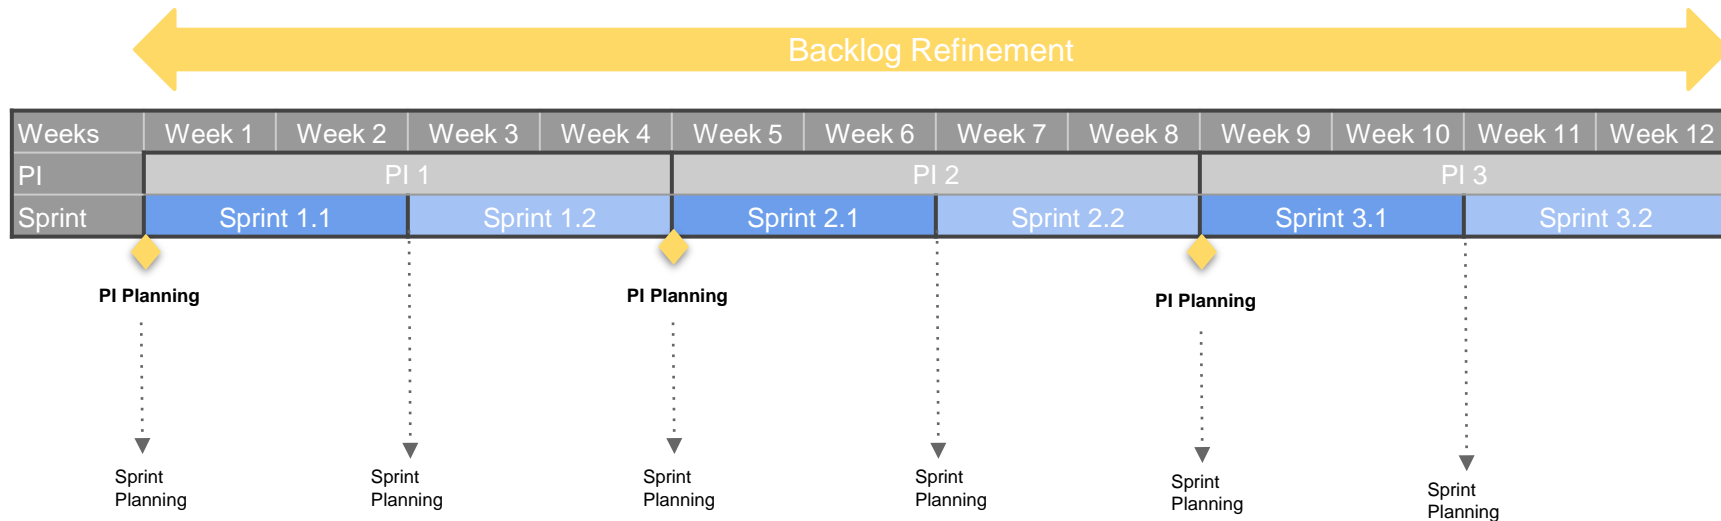 Backlog Refinement
Weeks Week 1 Week 2 Week 3 Week 4 Week 5 Week 6 Week 7 Week 8 Week 9 Week 10 Week 11 Week 12
PI PI 1 PI 2 PI 3
Sprint Sprint 1.1 Sprint 1.2 Sprint 2.1 Sprint 2.2 Sprint 3.1 Sprint 3.2
PI Planning PI Planning PI Planning
Sprint
Planning
Sprint
Planning
Sprint
Planning
Sprint
Planning
Sprint
Planning
Sprint
Planning